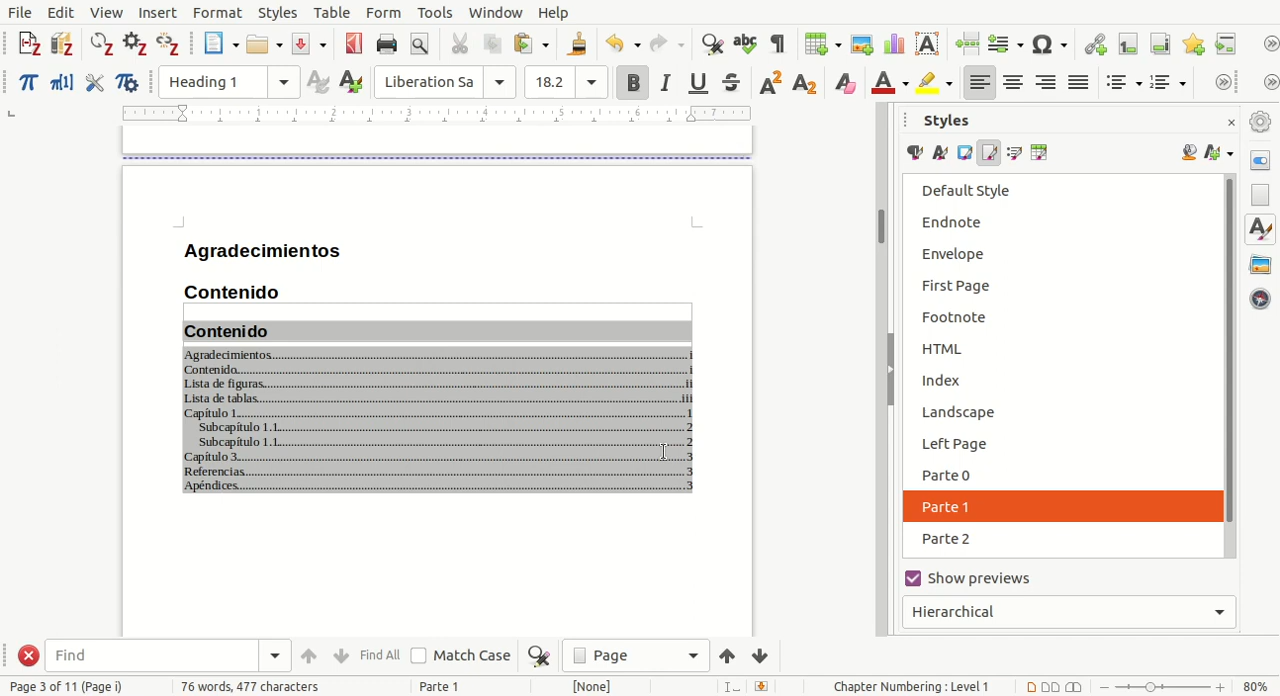 File Edit View Insert Format Styles Table Form Tools Window Help
Heading 1 Liberation Sa 18.2
Styles
Default Style
Endnote
Envelope
First Page
Footnote
HTML
Index
Landscape
Left Page
Parte 0
Parte 1
Parte 2
Show previews
Hierarchical
Agradecimientos
Contenido
Contenido
Agradecimientos i
Contenido i
Lista de figuras ii
Lista de tablas iii
Capítulo 1 1
Subcapítulo 1.1 2
Subcapítulo 1.1 2
Capítulo 3 3
Referencias 3
Apéndices 3
Find Find All Match Case Page
Page 3 of 11 (Page i) 76 words, 477 characters Parte 1 [None] Chapter Numbering : Level 1 80%